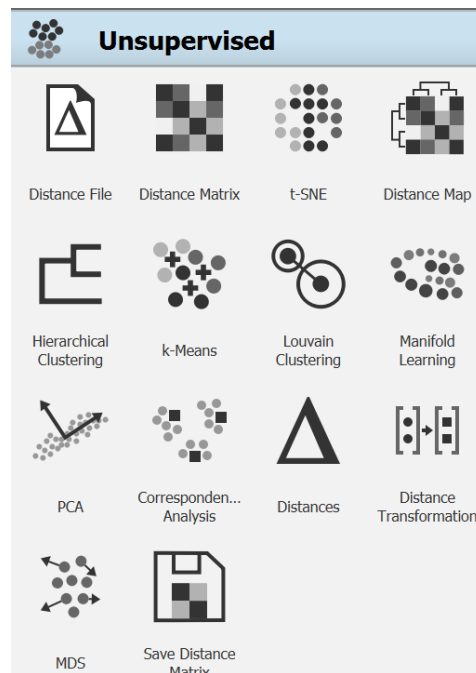 Unsupervised
Distance File
Distance Matrix
t-SNE
Distance Map
Hierarchical
Clustering
k-Means
Louvain
Clustering
Manifold
Learning
PCA
Corresponden...
Analysis
Distances
Distance
Transformation
MDS
Save Distance
Matrix